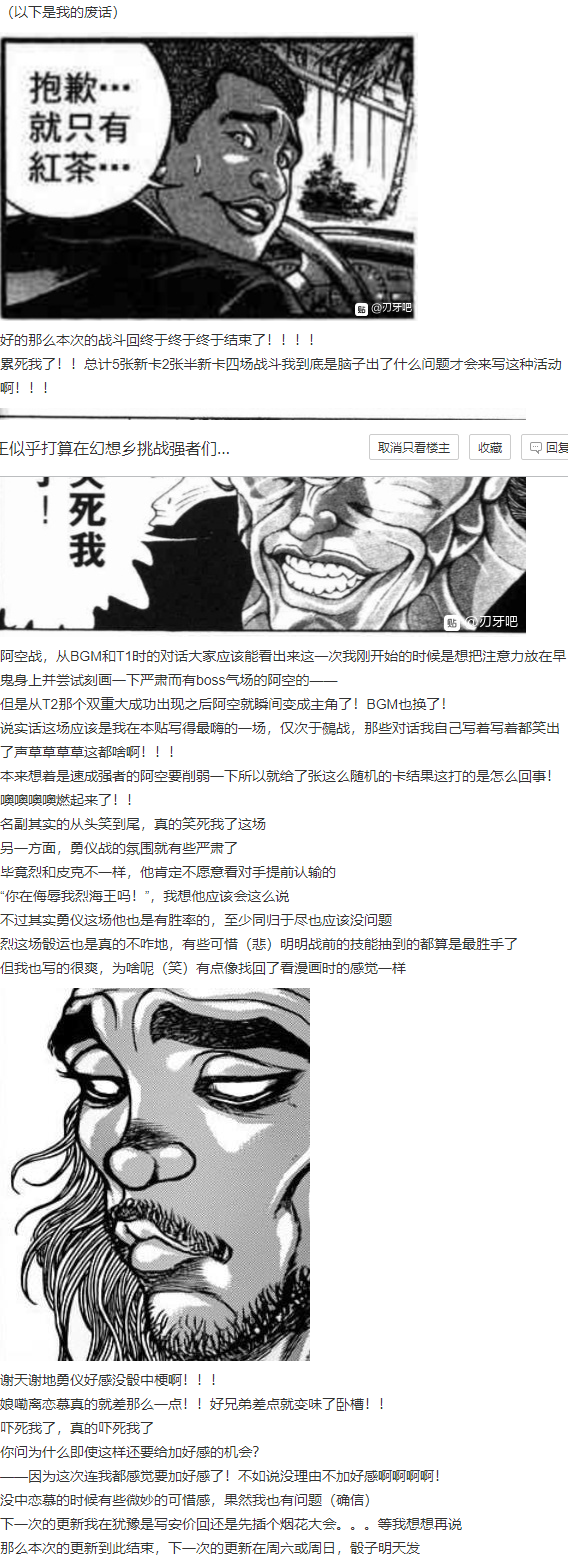 （以下是我的废话）
抱歉…
就只有
紅茶…
贴 @刃牙吧
好的那么本次的战斗回终于终于终于结束了！！！！
累死我了！！总计5张新卡2张半新卡四场战斗我到底是脑子出了什么问题才会来写这种活动
啊！！！
王似乎打算在幻想乡挑战强者们...
取消只看楼主
收藏
回复
死我
！
贴 @刃牙吧
阿空战，从BGM和T1时的对话大家应该能看出来这一次我刚开始的时候是想把注意力放在早
鬼身上并尝试刻画一下严肃而有boss气场的阿空的——
但是从T2那个双重大成功出现之后阿空就瞬间变成主角了！BGM也换了！
说实话这场应该是我在本贴写得最嗨的一场，仅次于鵺战，那些对话我自己写着写着都笑出
了声草草草草这都啥啊！！！
本来想着是速成强者的阿空要削弱一下所以就给了张这么随机的卡结果这打的是怎么回事！
噢噢噢噢燃起来了！！
名副其实的从头笑到尾，真的笑死我了这场
另一方面，勇仪战的氛围就有些严肃了
毕竟烈和皮克不一样，他肯定不愿意看对手提前认输的
“你在侮辱我烈海王吗！”，我想他应该会这么说
不过其实勇仪这场他也是有胜率的，至少同归于尽也应该没问题
烈这场骰运也是真的不咋地，有些可惜（悲）明明战前的技能抽到的都算是最胜手了
但我也写的很爽，为啥呢（笑）有点像找回了看漫画时的感觉一样
谢天谢地勇仪好感没骰中梗啊！！！
娘嘞离恋慕真的就差那么一点！！好兄弟差点就变味了卧槽！！
吓死我了，真的吓死我了
你问为什么即使这样还要给加好感的机会？
——因为这次连我都感觉要加好感了！不如说没理由不加好感啊啊啊啊！
没中恋慕的时候有些微妙的可惜感，果然我也有问题（确信）
下一次的更新我在犹豫是写安价回还是先插个烟花大会。。。等我想想再说
那么本次的更新到此结束，下一次的更新在周六或周日，骰子明天发